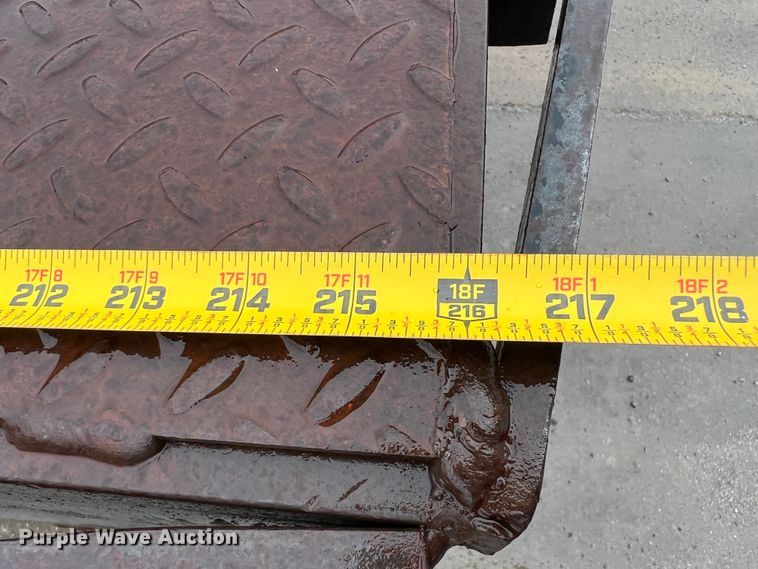 17F 8 17F 9 17F 10 17F 11 18F 18F 1 18F 2
212 213 214 215 216 217 218
Purple Wave Auction